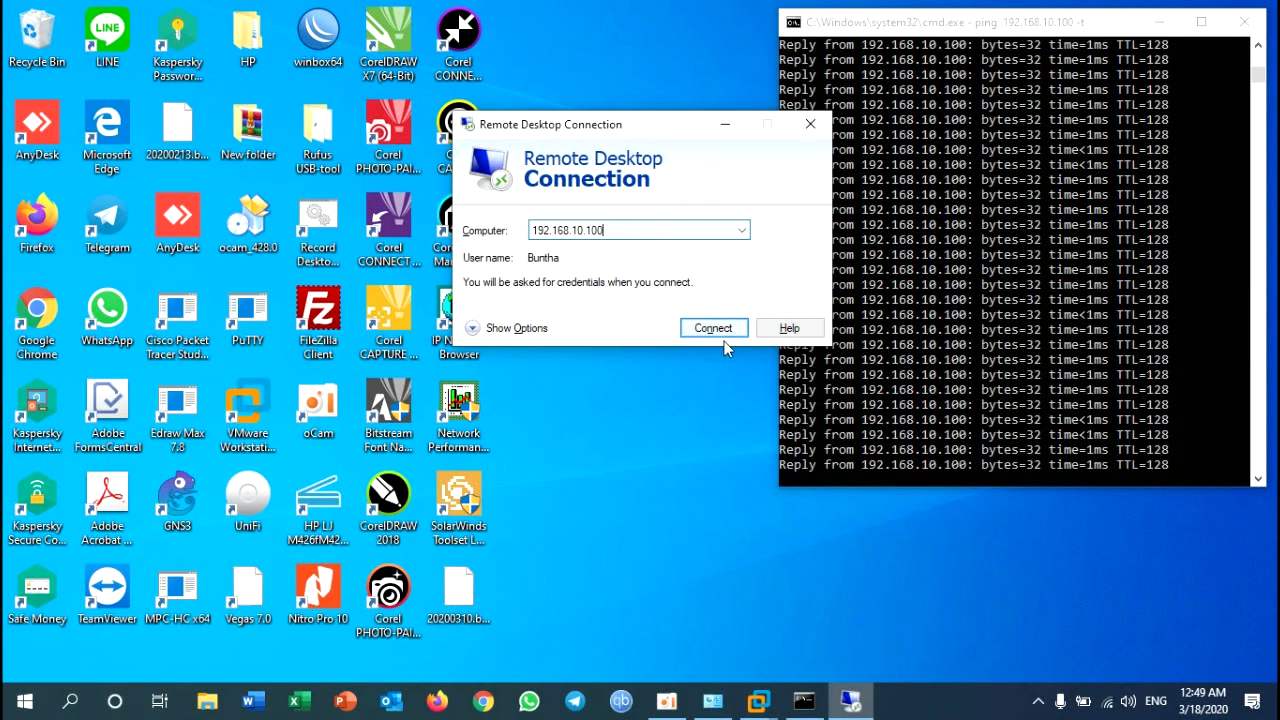 Recycle Bin
LINE
Kaspersky
Passwor...
HP
winbox64
CorelDRAW
X7 (64-Bit)
Corel
CONNE...
AnyDesk
Microsoft
Edge
20200213.b...
New folder
Rufus
USB-tool
Corel
PHOTO-PAI...
Firefox
Telegram
AnyDesk
ocam_428.0
Record
Deskto...
Corel
CONNECT ...
Google
Chrome
WhatsApp
Cisco Packet
Tracer Stud...
PuTTY
FileZilla
Client
Corel
CAPTURE ...
Browser
Kaspersky
Internet...
Adobe
FormsCentral
Edraw Max
7.8
VMware
Workstati...
oCam
Bitstream
Font Na...
Network
Performan...
Kaspersky
Secure Co...
Adobe
Acrobat ...
GNS3
UniFi
HP LJ
M426fM42...
CorelDRAW
2018
SolarWinds
Toolset L...
Safe Money
TeamViewer
MPC-HC x64
Vegas 7.0
Nitro Pro 10
Corel
PHOTO-PAI...
20200310.b...
Remote Desktop Connection
Remote Desktop
Connection
Computer:
192.168.10.100
User name:
Buntha
You will be asked for credentials when you connect.
Show Options
Connect
Help
C:\Windows\system32\cmd.exe - ping 192.168.10.100 -t
Reply from 192.168.10.100: bytes=32 time=1ms TTL=128
Reply from 192.168.10.100: bytes=32 time=1ms TTL=128
Reply from 192.168.10.100: bytes=32 time=1ms TTL=128
Reply from 192.168.10.100: bytes=32 time=1ms TTL=128
Reply from 192.168.10.100: bytes=32 time=1ms TTL=128
from 192.168.10.100: bytes=32 time=1ms TTL=128
from 192.168.10.100: bytes=32 time=1ms TTL=128
from 192.168.10.100: bytes=32 time<1ms TTL=128
from 192.168.10.100: bytes=32 time<1ms TTL=128
from 192.168.10.100: bytes=32 time=1ms TTL=128
from 192.168.10.100: bytes=32 time=1ms TTL=128
from 192.168.10.100: bytes=32 time=1ms TTL=128
from 192.168.10.100: bytes=32 time=1ms TTL=128
from 192.168.10.100: bytes=32 time=1ms TTL=128
from 192.168.10.100: bytes=32 time=1ms TTL=128
from 192.168.10.100: bytes=32 time=1ms TTL=128
from 192.168.10.100: bytes=32 time=1ms TTL=128
from 192.168.10.100: bytes=32 time=1ms TTL=128
from 192.168.10.100: bytes=32 time<1ms TTL=128
from 192.168.10.100: bytes=32 time=1ms TTL=128
Reply from 192.168.10.100: bytes=32 time=1ms TTL=128
Reply from 192.168.10.100: bytes=32 time=1ms TTL=128
Reply from 192.168.10.100: bytes=32 time=1ms TTL=128
Reply from 192.168.10.100: bytes=32 time=1ms TTL=128
Reply from 192.168.10.100: bytes=32 time<1ms TTL=128
Reply from 192.168.10.100: bytes=32 time<1ms TTL=128
Reply from 192.168.10.100: bytes=32 time=1ms TTL=128
Reply from 192.168.10.100: bytes=32 time<1ms TTL=128
Reply from 192.168.10.100: bytes=32 time=1ms TTL=128
ENG
12:49 AM
3/18/2020